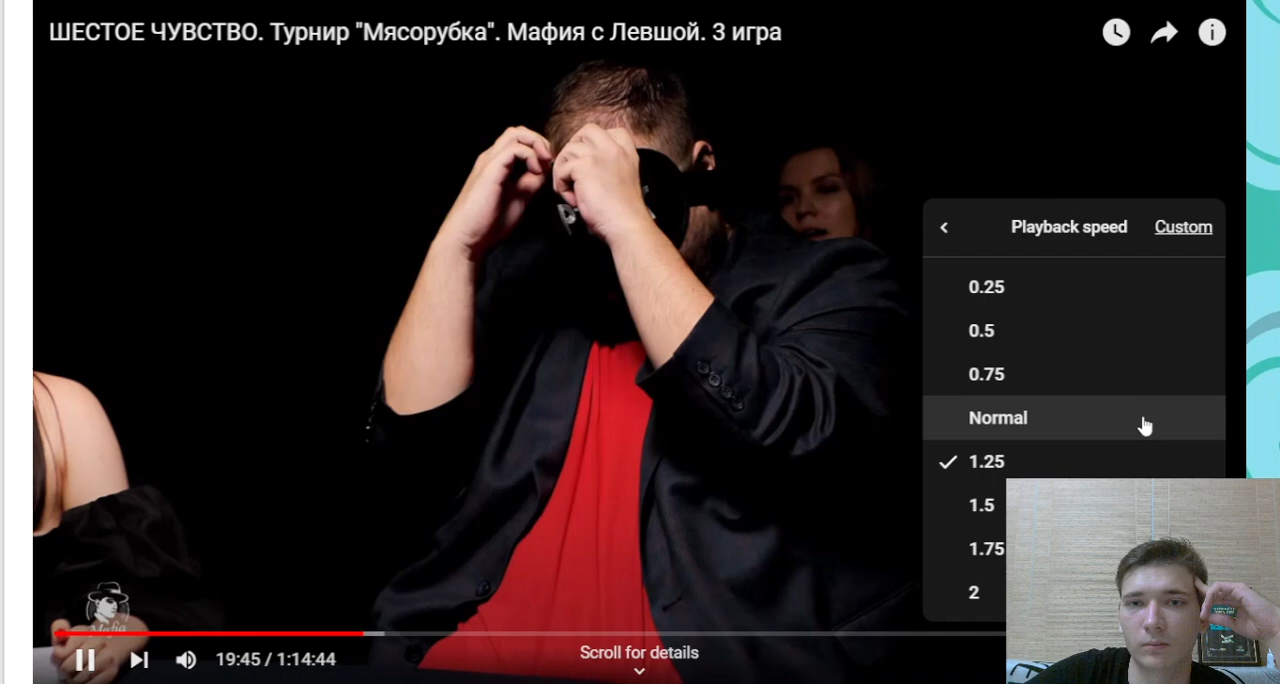 ШЕСТОЕ ЧУВСТВО. Турнир "Мясорубка". Мафия с Левшой. 3 игра
Playback speed Custom
0.25
0.5
0.75
Normal
1.25
1.5
1.75
2
Mafia
19:45 / 1:14:44
Scroll for details